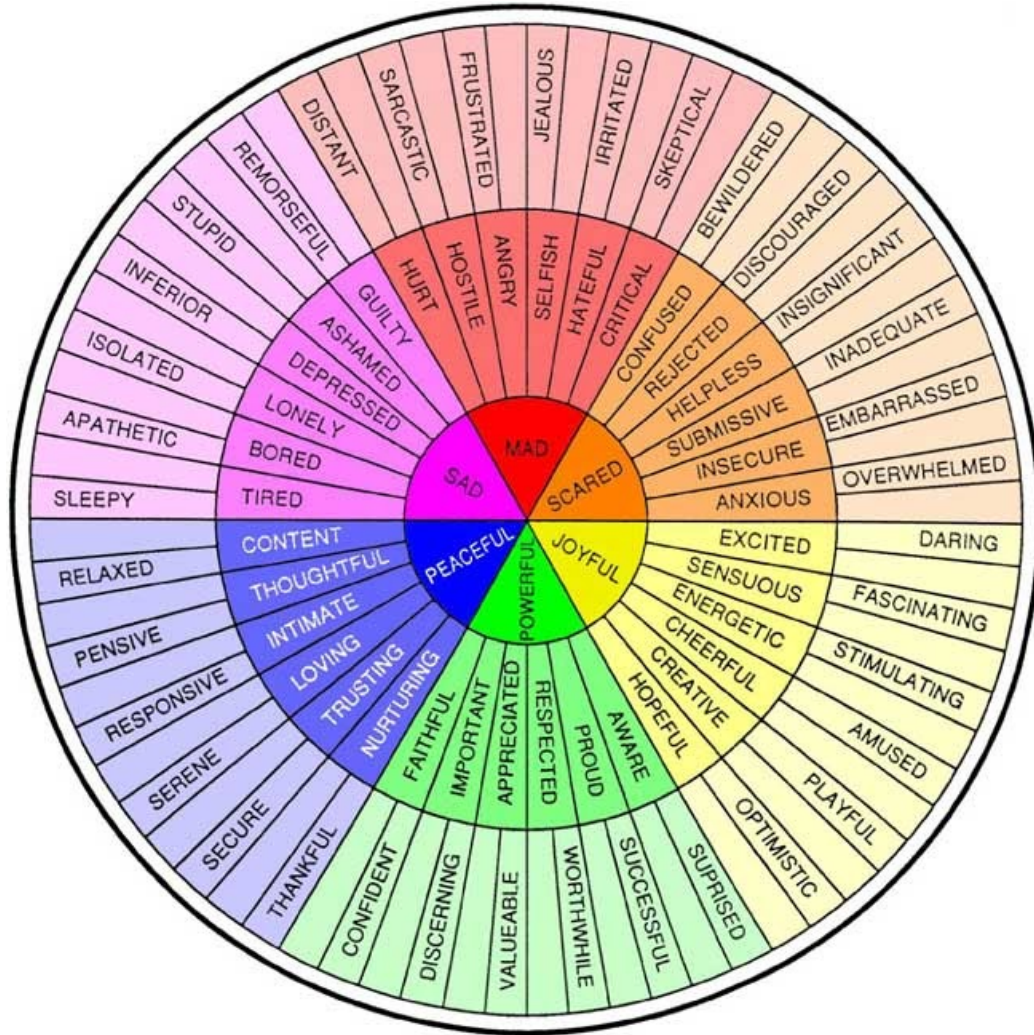 MAD
SCARED
JOYFUL
POWERFUL
PEACEFUL
SAD
HURT
HOSTILE
ANGRY
SELFISH
HATEFUL
CRITICAL
CONFUSED
REJECTED
HELPLESS
SUBMISSIVE
INSECURE
ANXIOUS
EXCITED
SENSUOUS
ENERGETIC
CHEERFUL
CREATIVE
HOPEFUL
AWARE
PROUD
RESPECTED
APPRECIATED
IMPORTANT
FAITHFUL
NURTURING
TRUSTING
LOVING
INTIMATE
THOUGHTFUL
CONTENT
TIRED
BORED
LONELY
DEPRESSED
ASHAMED
GUILTY
DISTANT
SARCASTIC
FRUSTRATED
JEALOUS
IRRITATED
SKEPTICAL
BEWILDERED
DISCOURAGED
INSIGNIFICANT
INADEQUATE
EMBARRASSED
OVERWHELMED
DARING
FASCINATING
STIMULATING
AMUSED
PLAYFUL
OPTIMISTIC
SUPRISED
SUCCESSFUL
WORTHWHILE
VALUEABLE
DISCERNING
CONFIDENT
THANKFUL
SECURE
SERENE
RESPONSIVE
PENSIVE
RELAXED
SLEEPY
APATHETIC
ISOLATED
INFERIOR
STUPID
REMORSEFUL